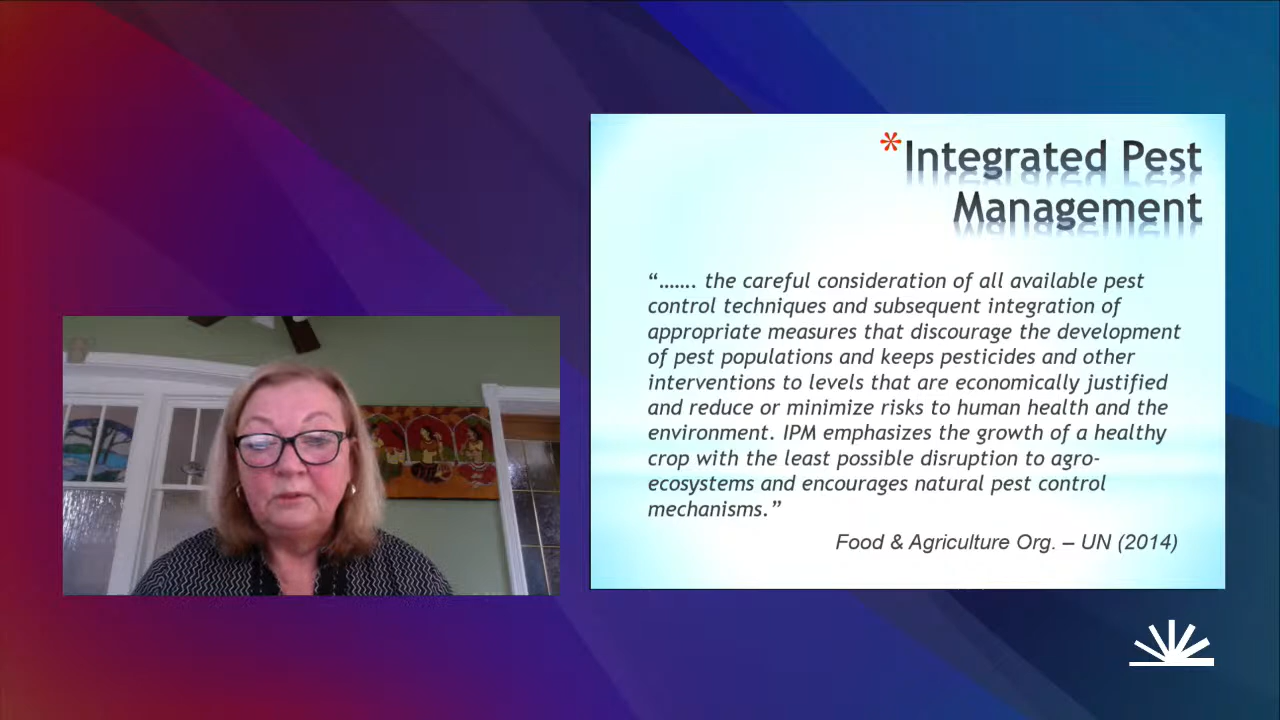 *Integrated Pest
Management
“……. the careful consideration of all available pest
control techniques and subsequent integration of
appropriate measures that discourage the development
of pest populations and keeps pesticides and other
interventions to levels that are economically justified
and reduce or minimize risks to human health and the
environment. IPM emphasizes the growth of a healthy
crop with the least possible disruption to agro-
ecosystems and encourages natural pest control
mechanisms.”
Food & Agriculture Org. – UN (2014)